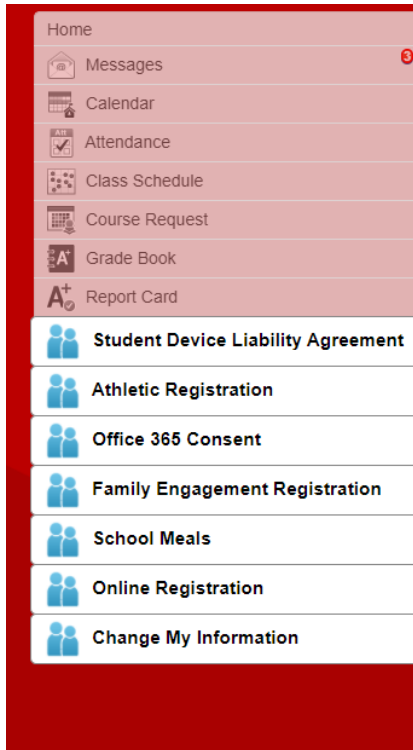 Home
Messages
3
Calendar
Att
Attendance
Class Schedule
Course Request
A+
Grade Book
A+
Report Card
Student Device Liability Agreement
Athletic Registration
Office 365 Consent
Family Engagement Registration
School Meals
Online Registration
Change My Information